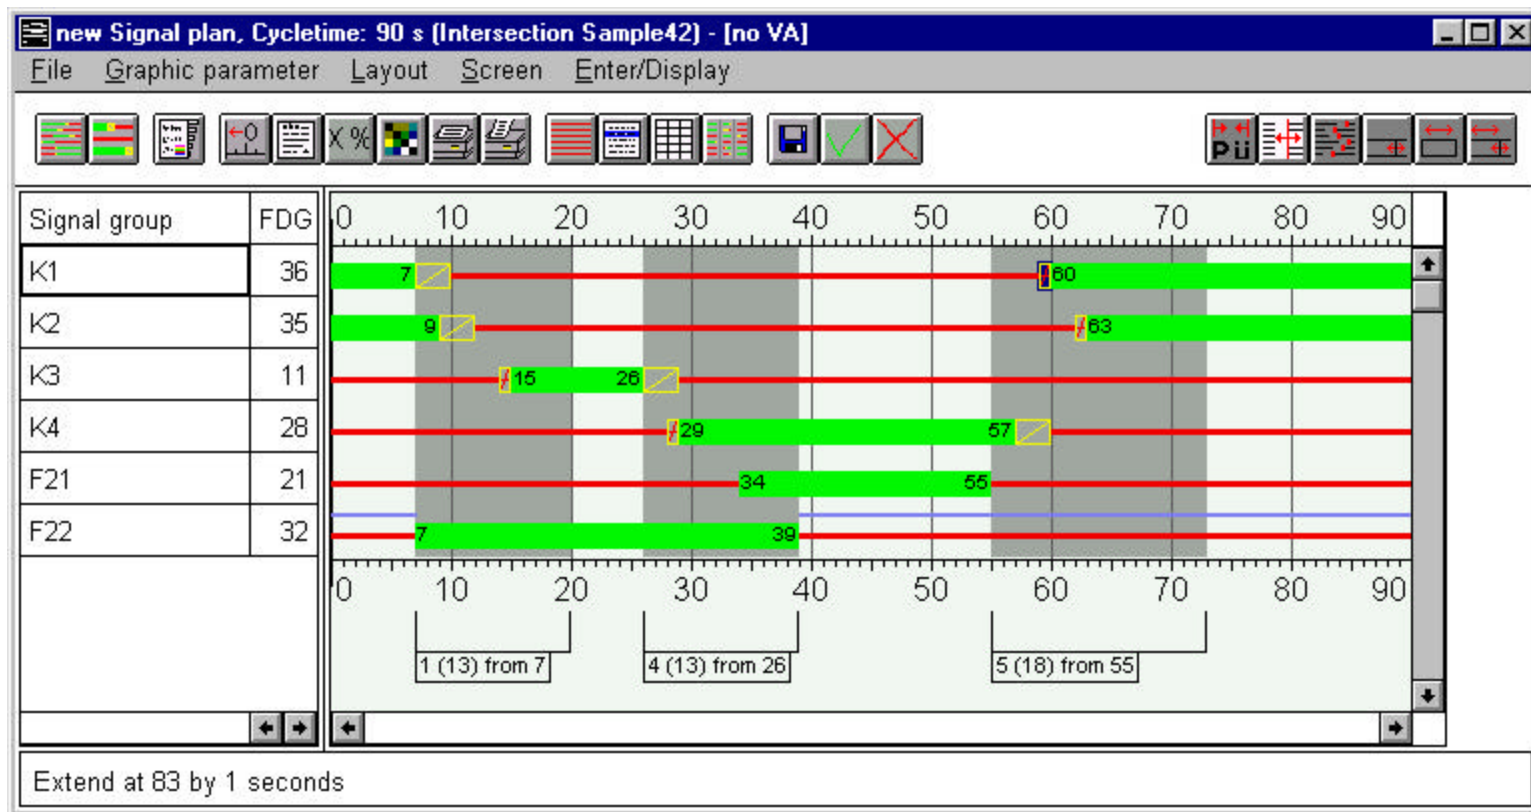 new Signal plan, Cycletime: 90 s (Intersection Sample42) - [no VA]
File Graphic parameter Layout Screen Enter/Display
X %
P Ü
Signal group FDG 0 10 20 30 40 50 60 70 80 90
K1 36 7 60
K2 35 9 63
K3 11 15 26
K4 28 29 57
F21 21 34 55
F22 32 7 39
0 10 20 30 40 50 60 70 80 90
1 (13) from 7 4 (13) from 26 5 (18) from 55
Extend at 83 by 1 seconds